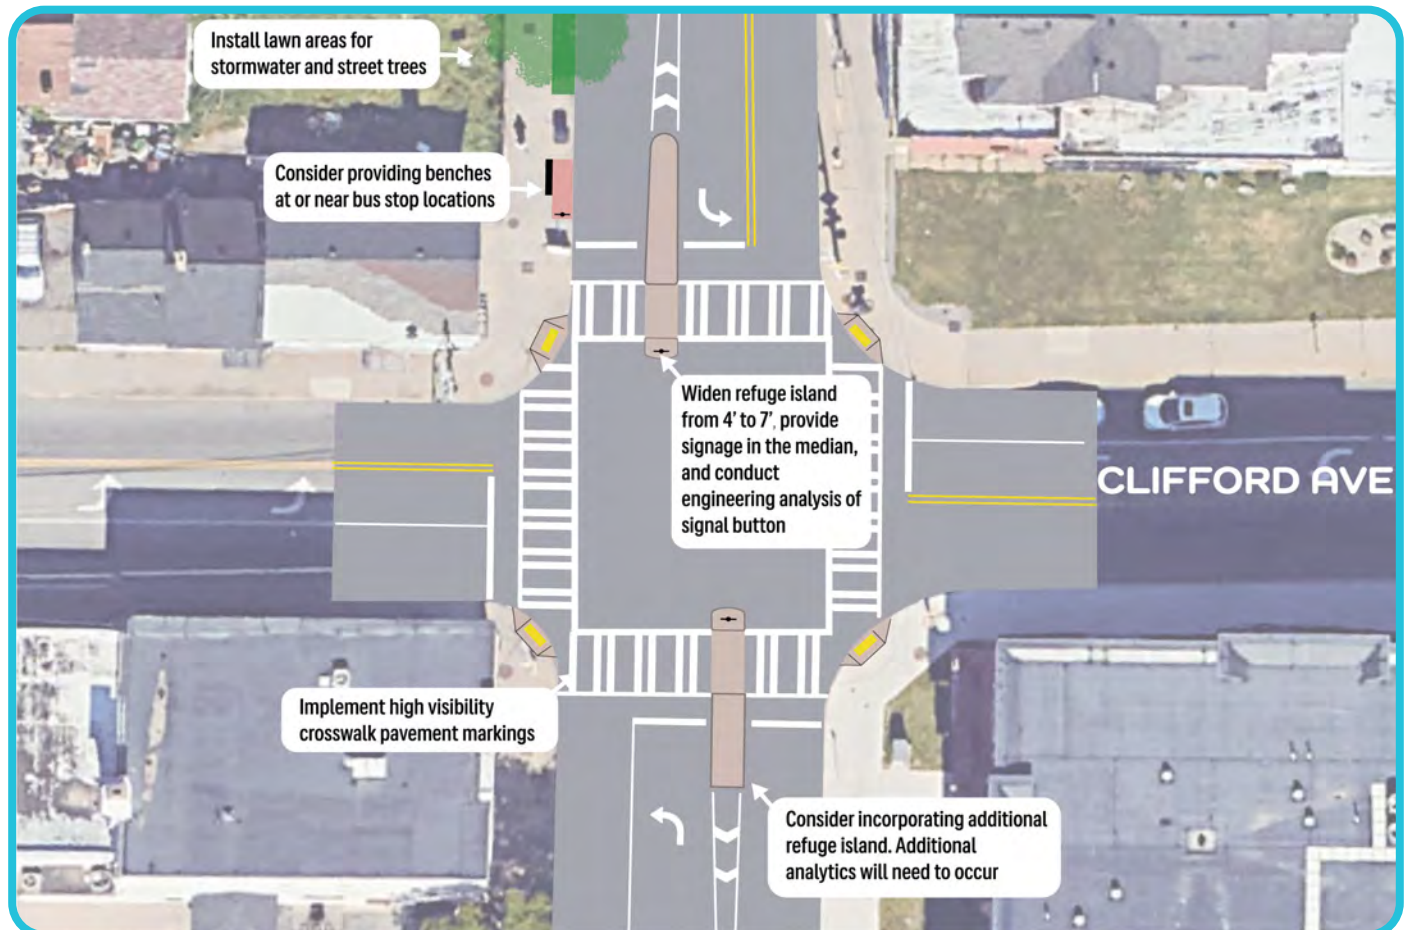 Install lawn areas for
stormwater and street trees
Consider providing benches
at or near bus stop locations
Widen refuge island
from 4' to 7', provide
signage in the median,
and conduct
engineering analysis of
signal button
CLIFFORD AVE
Implement high visibility
crosswalk pavement markings
Consider incorporating additional
refuge island. Additional
analytics will need to occur